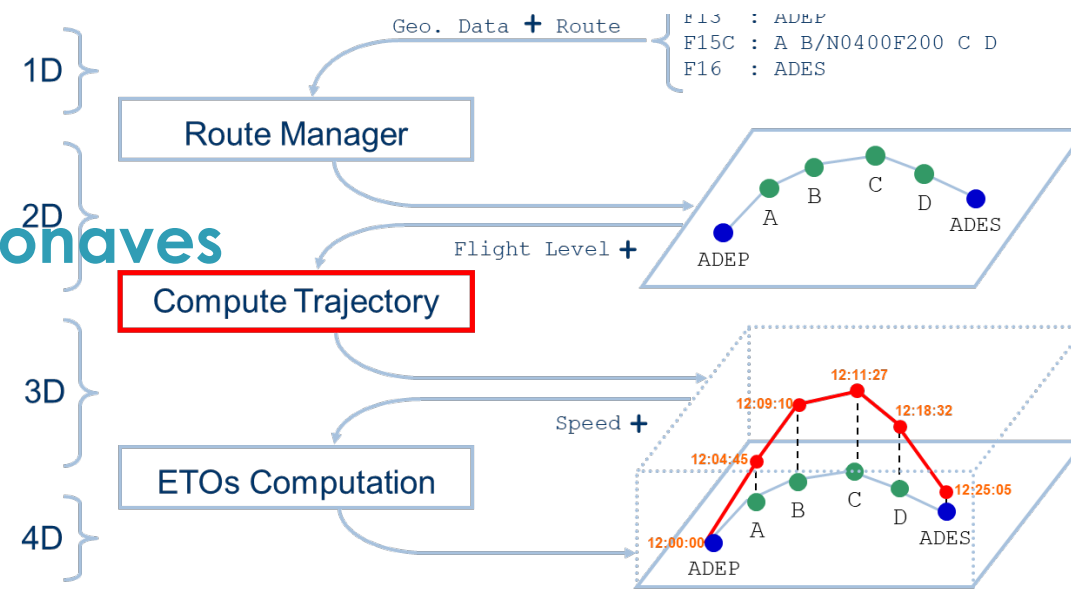 F13 : ADEP
Geo. Data + Route
F15C : A B/N0400F200 C D
F16 : ADES
1D
Route Manager
A
B
C
D
ADEP
ADES
2D
onaves
Flight Level +
Compute Trajectory
3D
Speed +
12:00:00
12:04:45
12:09:10
12:11:27
12:18:32
12:25:05
ETOs Computation
A
B
C
D
ADEP
ADES
4D